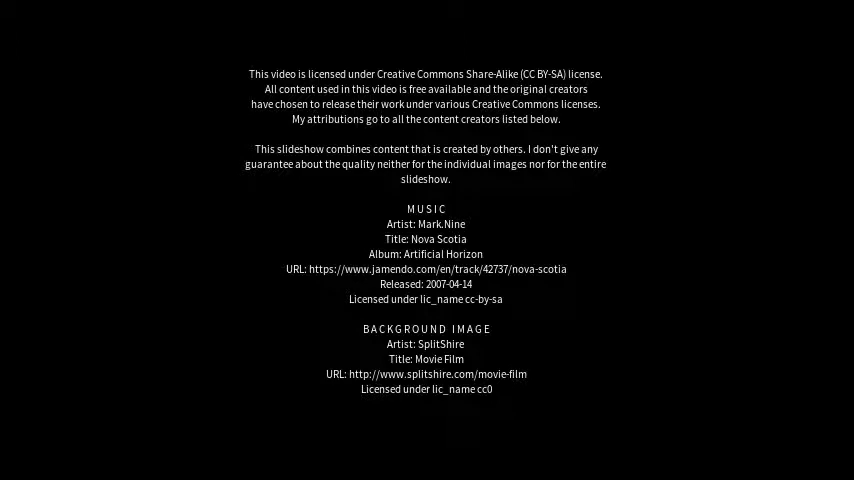 This video is licensed under Creative Commons Share-Alike (CC BY-SA) license.
All content used in this video is free available and the original creators
have chosen to release their work under various Creative Commons licenses.
My attributions go to all the content creators listed below.
This slideshow combines content that is created by others. I don't give any
guarantee about the quality neither for the individual images nor for the entire
slideshow.
MUSIC
Artist: Mark.Nine
Title: Nova Scotia
Album: Artificial Horizon
URL: https://www.jamendo.com/en/track/42737/nova-scotia
Released: 2007-04-14
Licensed under lic_name cc-by-sa
BACKGROUND IMAGE
Artist: SplitShire
Title: Movie Film
URL: http://www.splitshire.com/movie-film
Licensed under lic_name cc0